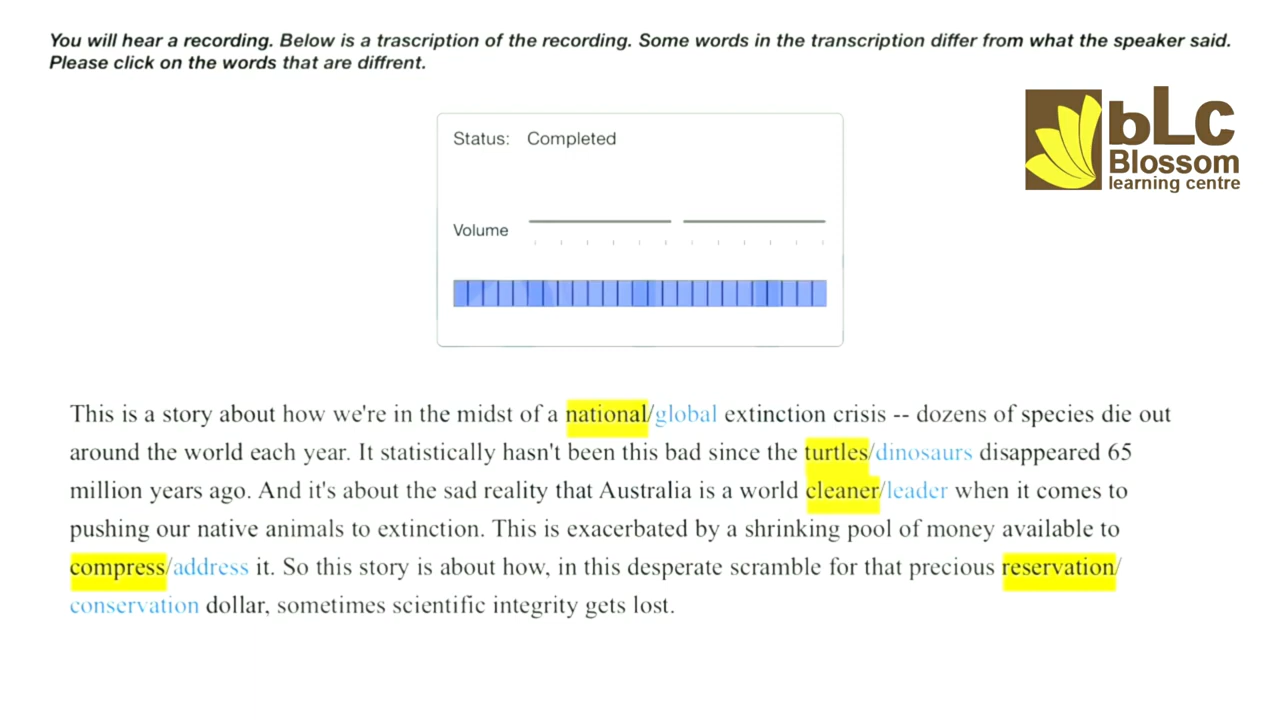 You will hear a recording. Below is a trascription of the recording. Some words in the transcription differ from what the speaker said.
Please click on the words that are diffrent.
bLc
Blossom
learning centre
Status: Completed
Volume
This is a story about how we're in the midst of a national/global extinction crisis -- dozens of species die out
around the world each year. It statistically hasn't been this bad since the turtles/dinosaurs disappeared 65
million years ago. And it's about the sad reality that Australia is a world cleaner/leader when it comes to
pushing our native animals to extinction. This is exacerbated by a shrinking pool of money available to
compress/address it. So this story is about how, in this desperate scramble for that precious reservation/
conservation dollar, sometimes scientific integrity gets lost.